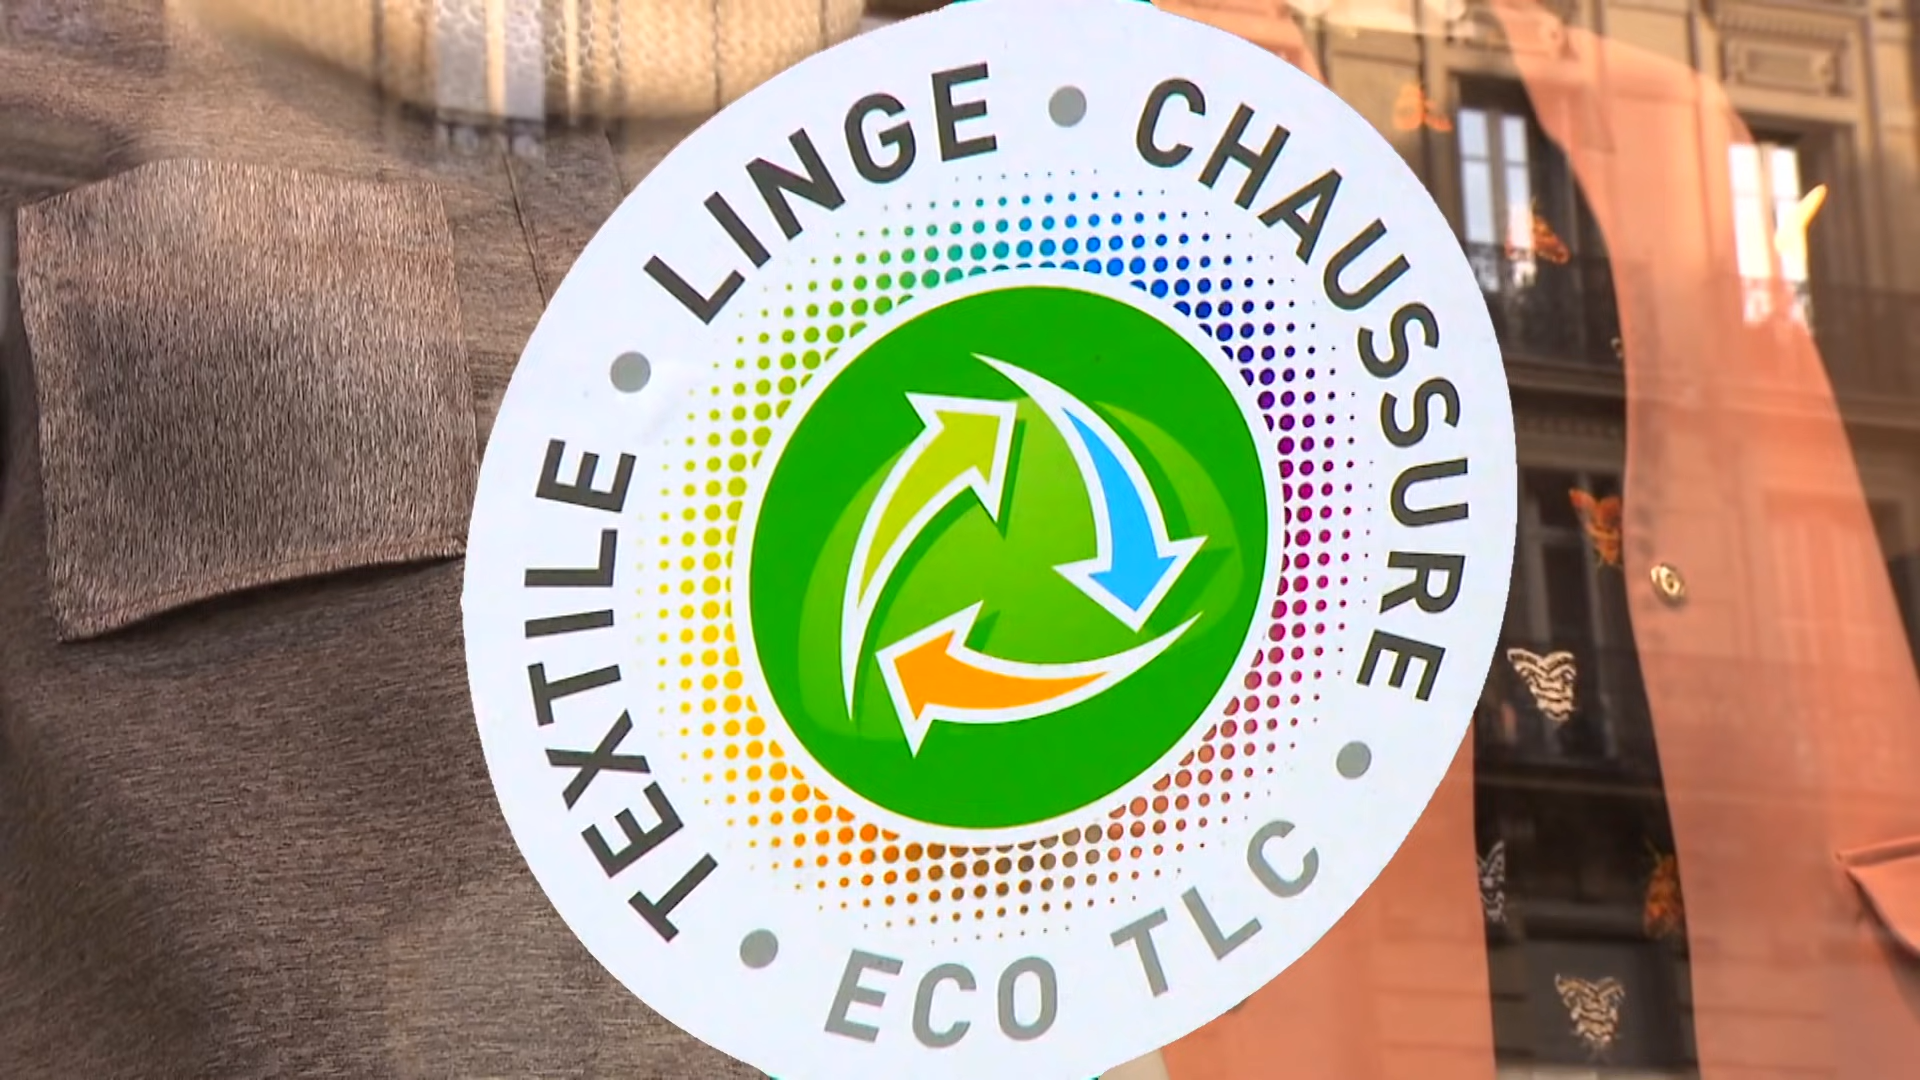 TEXTILE • LINGE • CHAUSSURE •
ECO TLC •